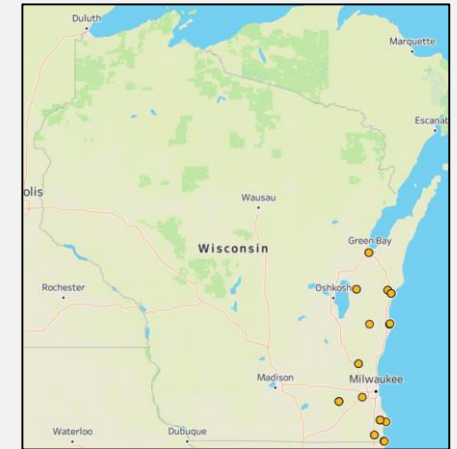 Duluth
Marquette
Escanab
olis
Wausau
Wisconsin
Green Bay
Rochester
Oshkosh
Madison
Milwaukee
Waterloo
Dubuque